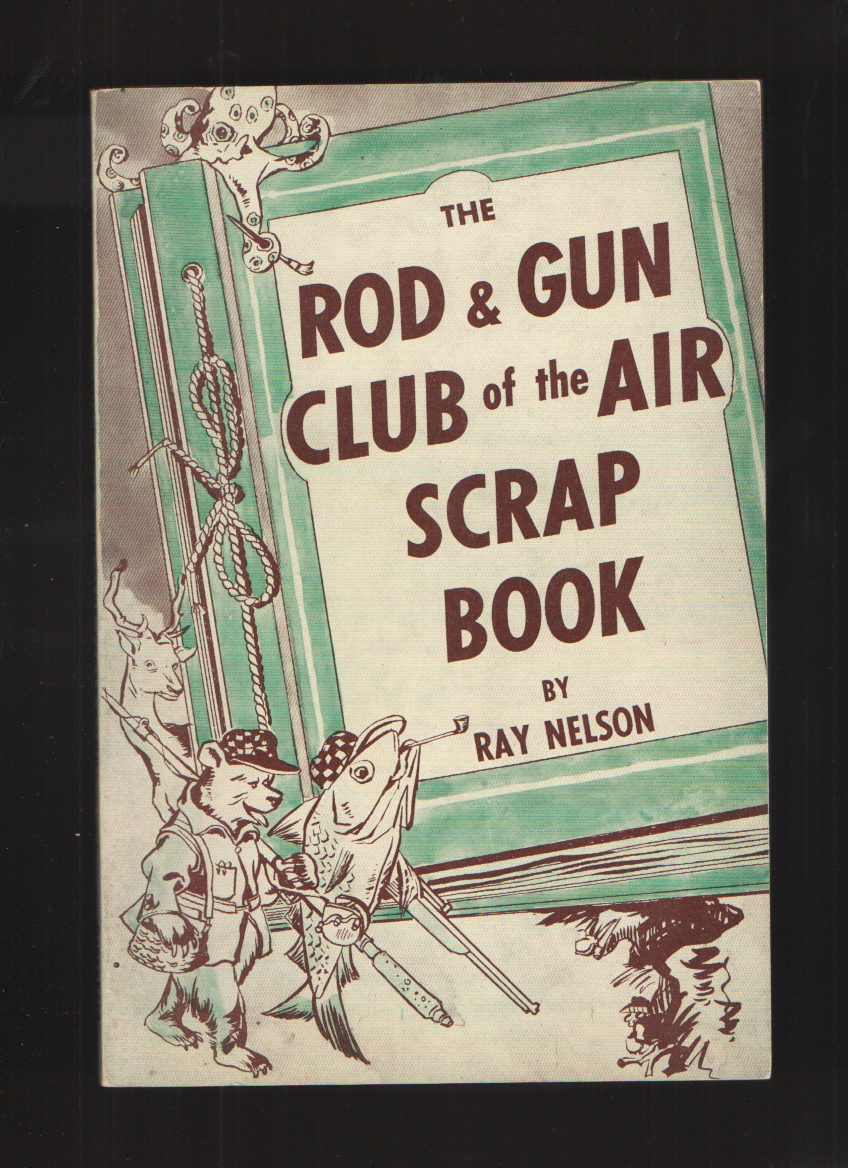 THE
ROD & GUN
CLUB of the AIR
SCRAP
BOOK
BY
RAY NELSON